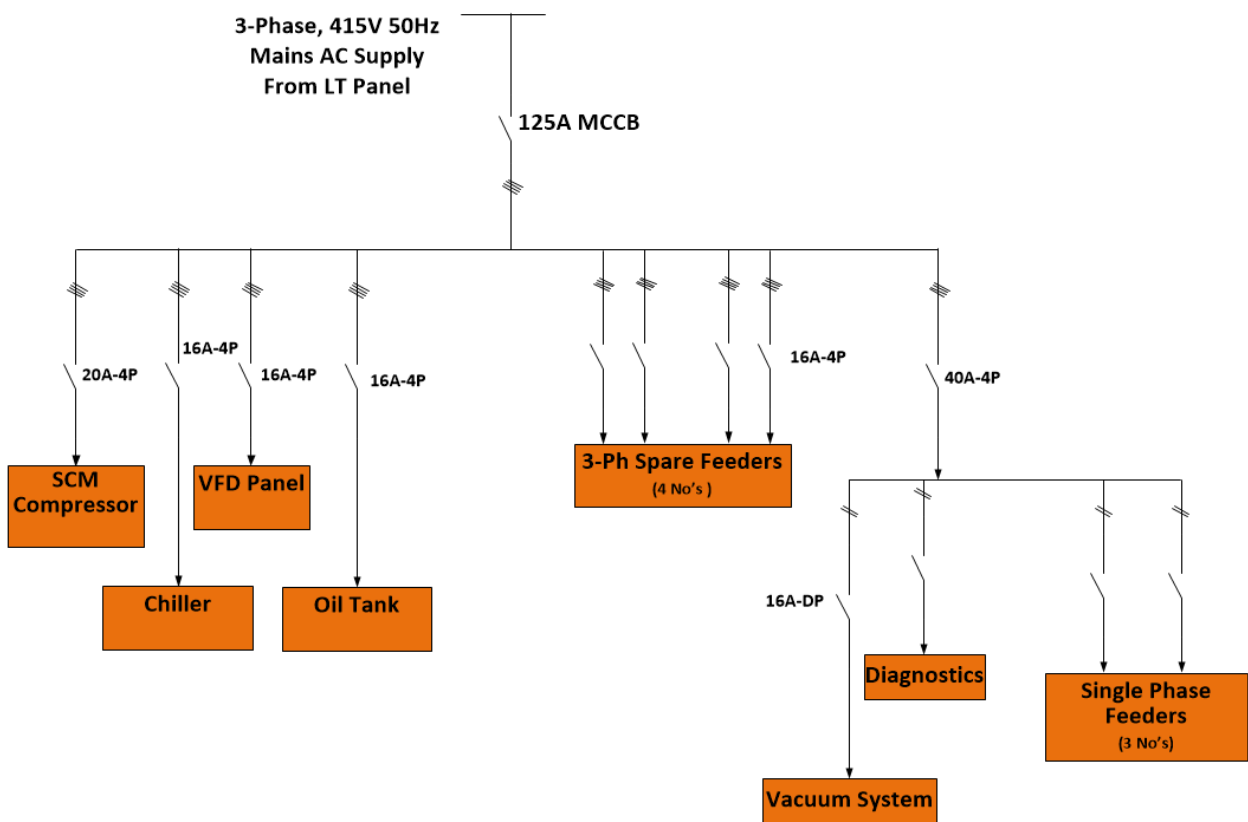 3-Phase, 415V 50Hz
Mains AC Supply
From LT Panel
125A MCCB
20A-4P
16A-4P
16A-4P
16A-4P
16A-4P
40A-4P
SCM
Compressor
VFD Panel
Chiller
Oil Tank
3-Ph Spare Feeders
(4 No's )
16A-DP
Diagnostics
Single Phase
Feeders
(3 No's)
Vacuum System